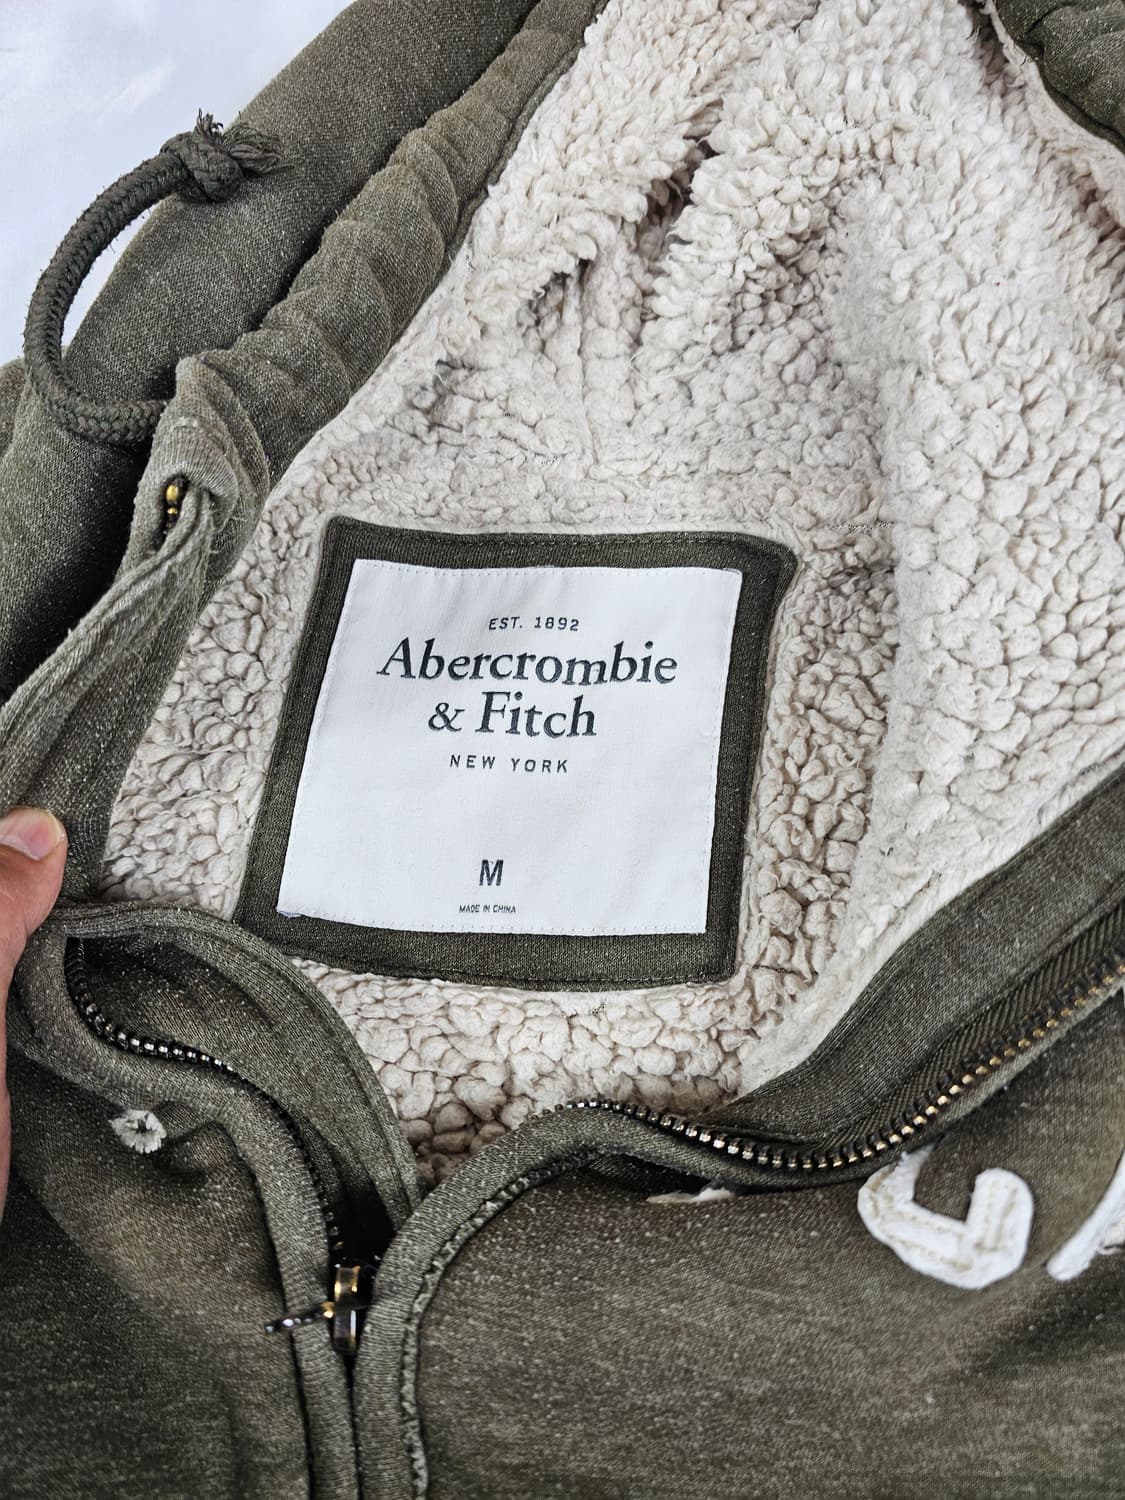 EST. 1892
Abercrombie
& Fitch
NEW YORK
M
MADE IN CHINA